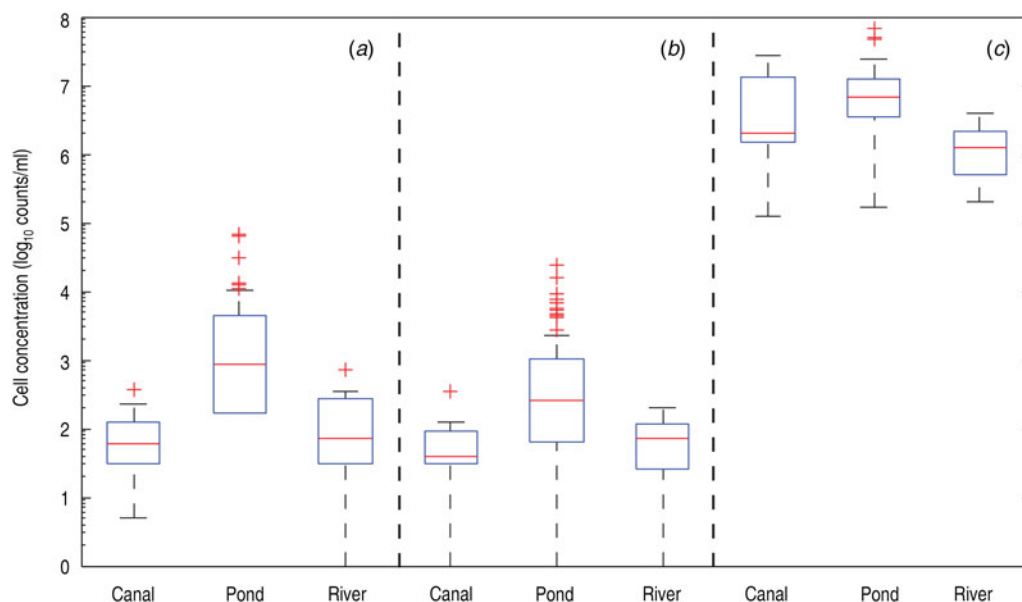 Cell concentration (log₁₀ counts/ml)
8
7
6
5
4
3
2
1
0
(a)
(b)
(c)
Canal Pond River Canal Pond River Canal Pond River